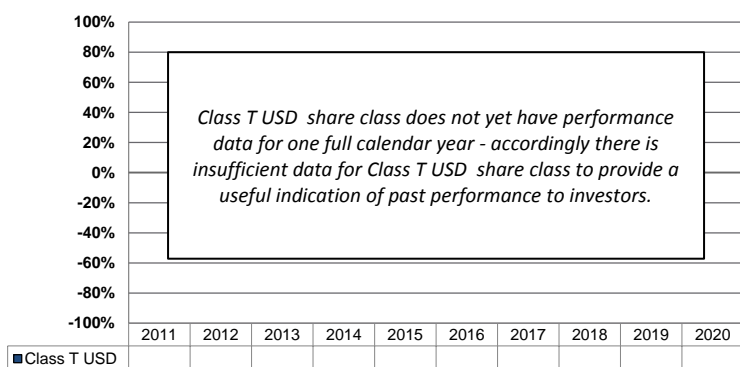 100%
80%
60%
40%
20%
0%
-20%
-40%
-60%
-80%
-100%
Class T USD share class does not yet have performance
data for one full calendar year - accordingly there is
insufficient data for Class T USD share class to provide a
useful indication of past performance to investors.
2011 2012 2013 2014 2015 2016 2017 2018 2019 2020
Class T USD